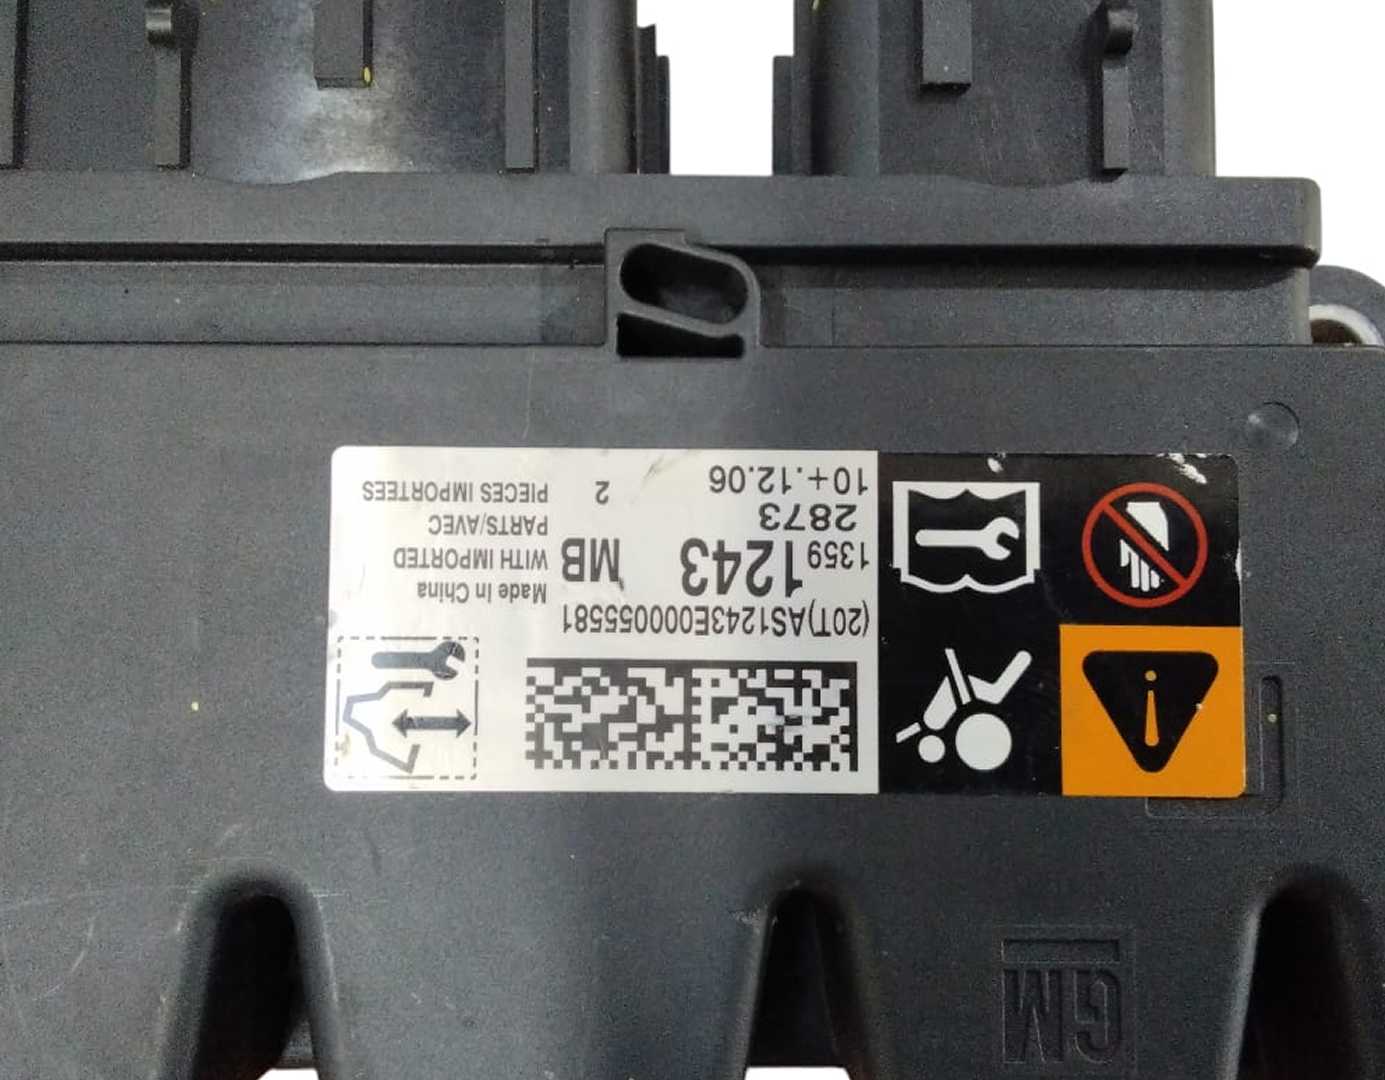 (20T)AS1243E000055581
1359 1243 MB
2873
10+.12.06 2
Made In China
WITH IMPORTED
PARTS/AVEC
PIECES IMPORTEES
GM